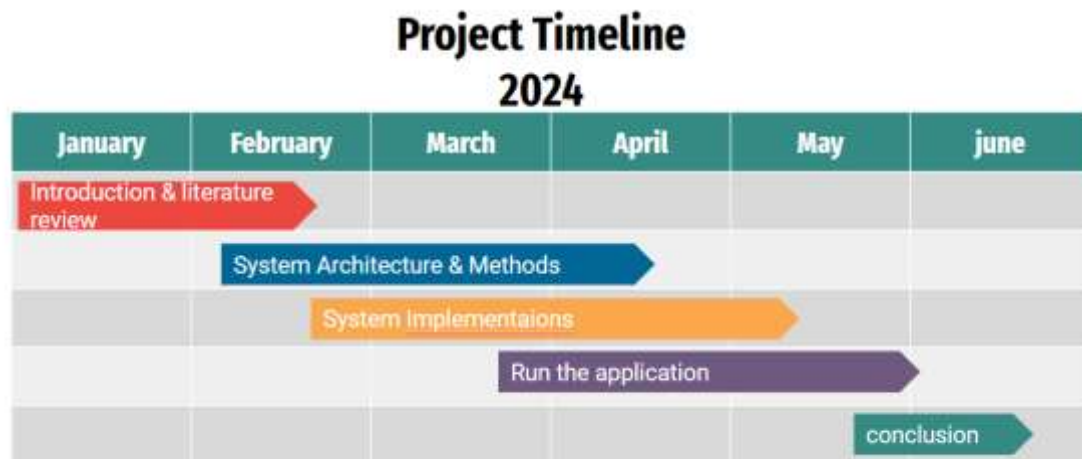 Project Timeline
2024
January February March April May june
Introduction & literature
review
System Architecture & Methods
System Implementaions
Run the application
conclusion